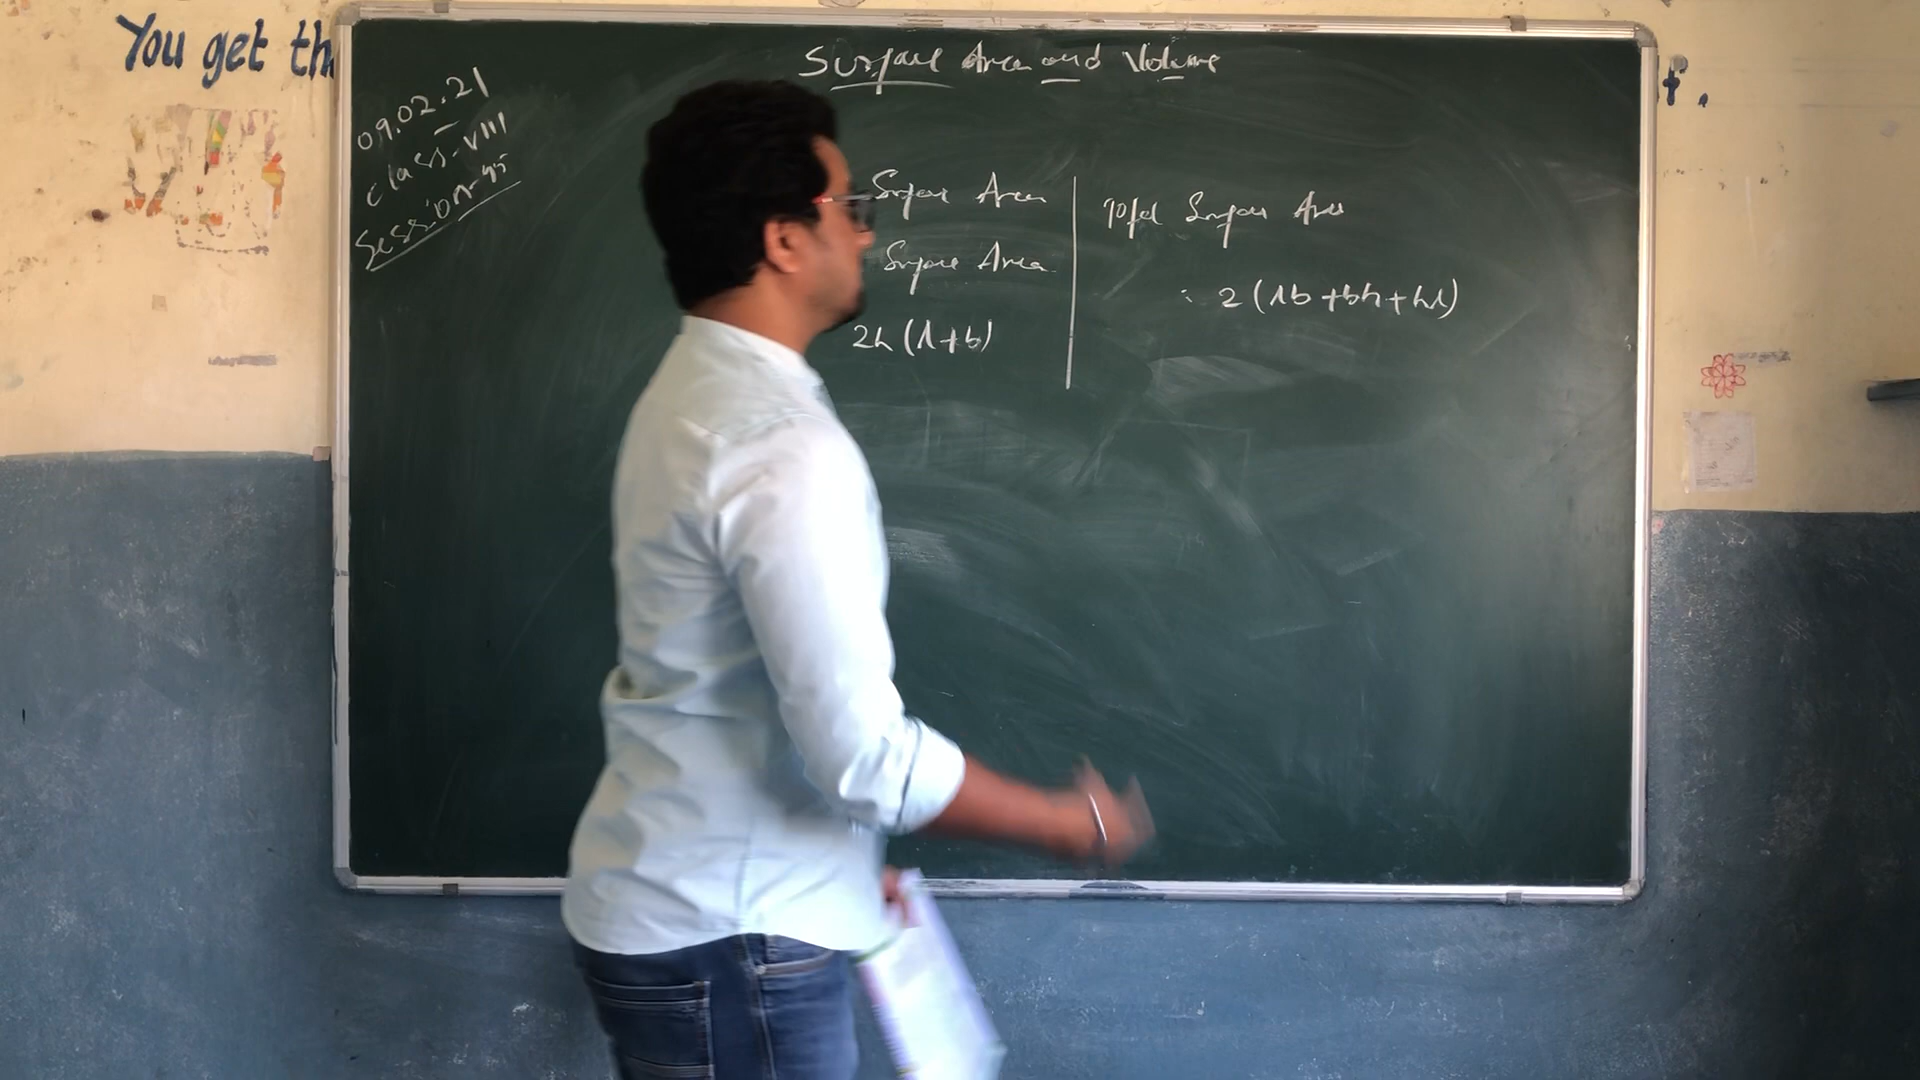 You get th
t.
Surface Area and Volume
09.02.21
Class-VIII
Session-95
Surface Area
Surface Area
2h (l+b)
Total Surface Area
: 2 (lb+bh+hl)